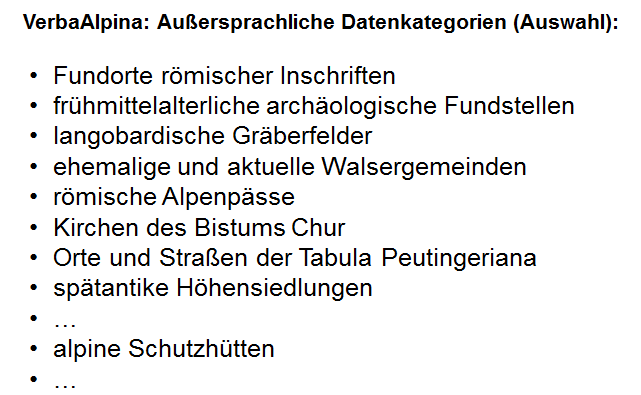 VerbaAlpina: Außersprachliche Datenkategorien (Auswahl):
• Fundorte römischer Inschriften
• frühmittelalterliche archäologische Fundstellen
• langobardische Gräberfelder
• ehemalige und aktuelle Walsergemeinden
• römische Alpenpässe
• Kirchen des Bistums Chur
• Orte und Straßen der Tabula Peutingeriana
• spätantike Höhensiedlungen
• …
• alpine Schutzhütten
• …